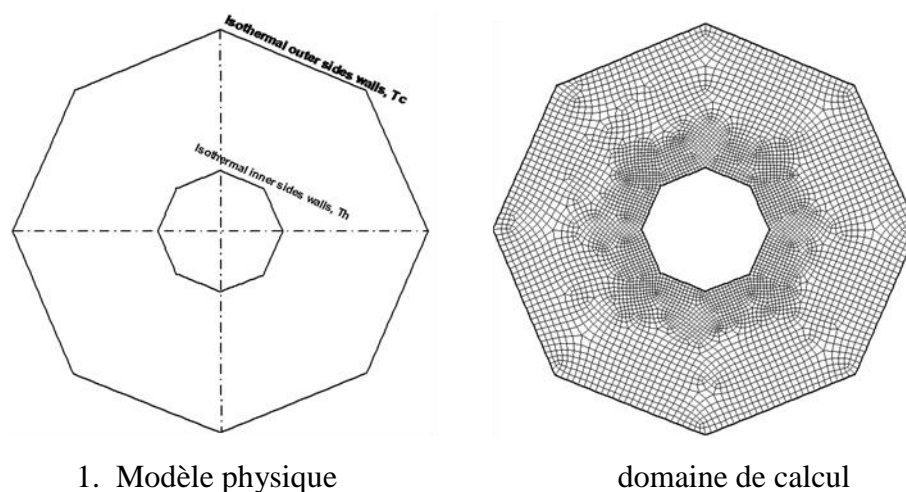 Isothermal outer sides walls, Tc
Isothermal inner sides walls, Th
1. Modèle physique
domaine de calcul